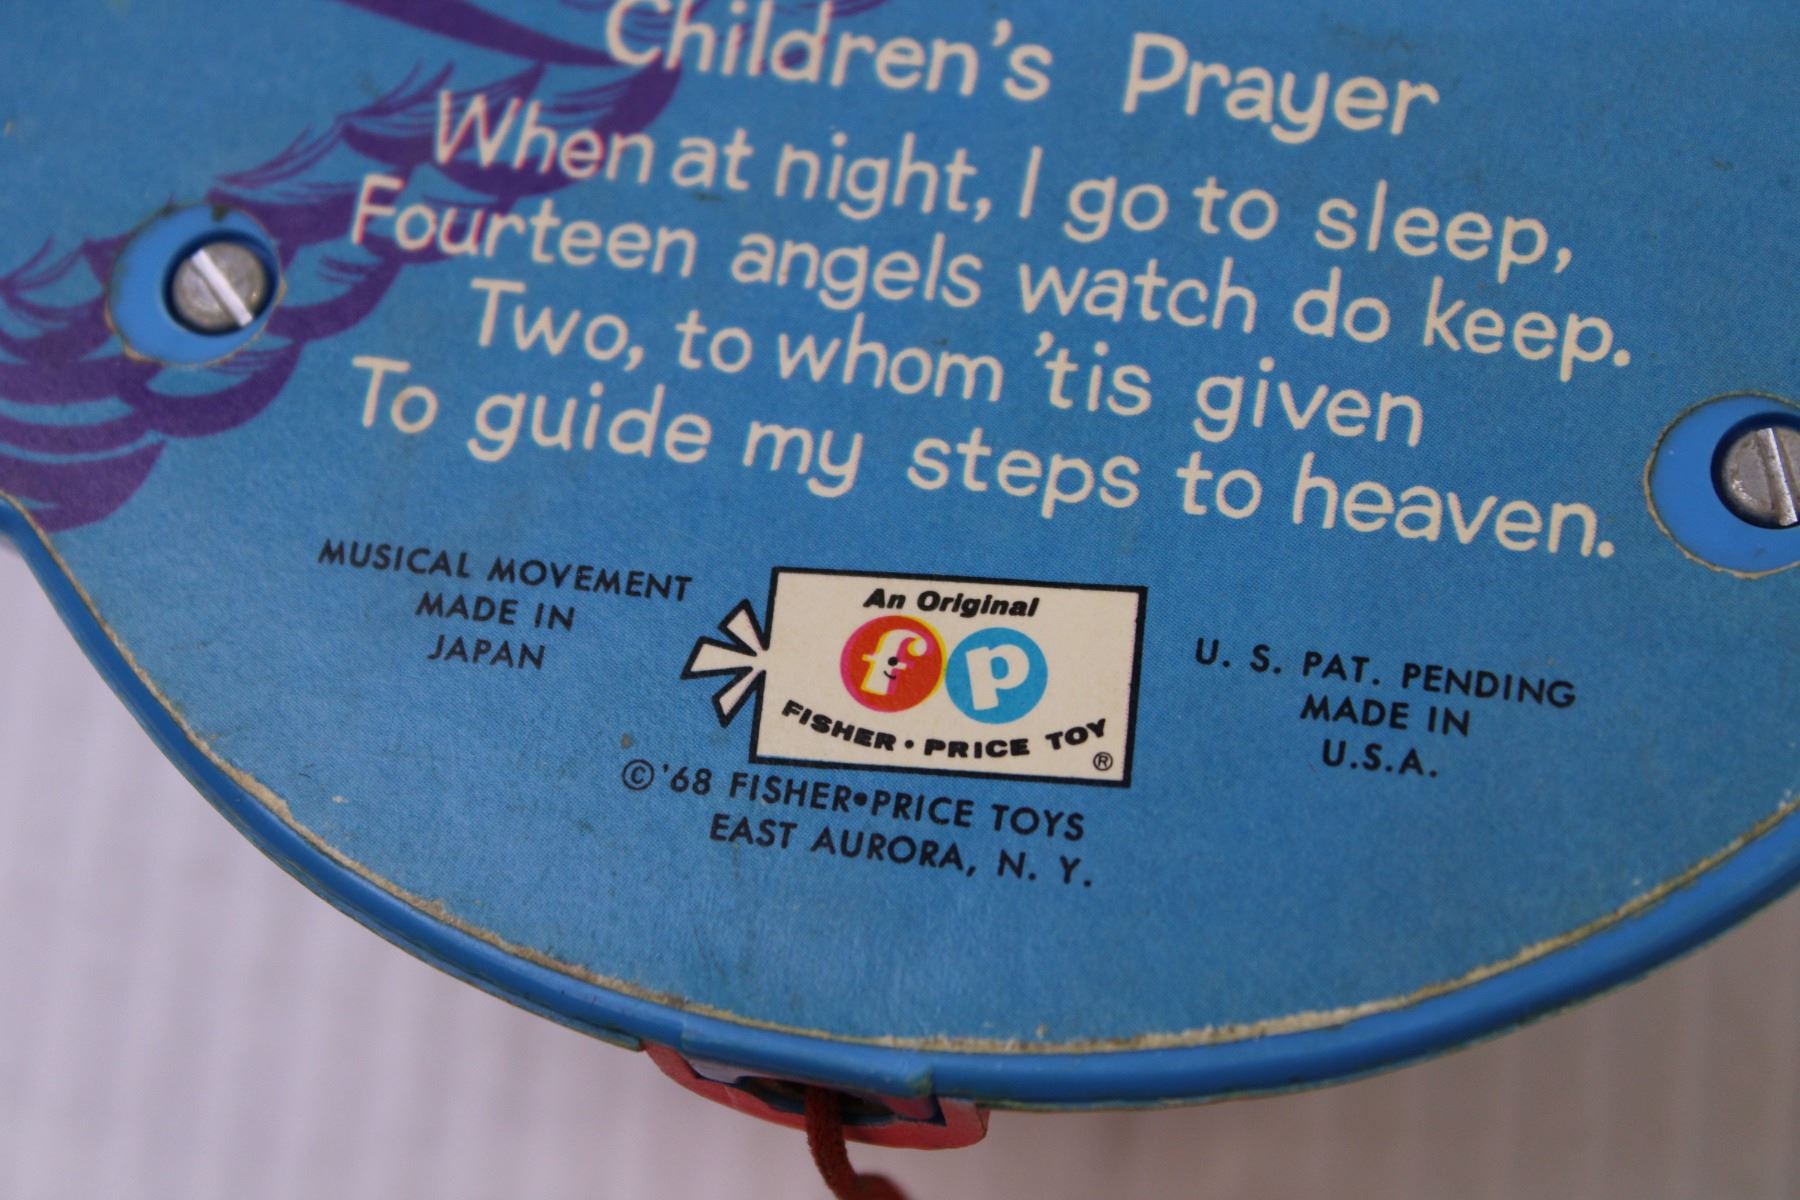 Children's Prayer
When at night, I go to sleep,
Fourteen angels watch do keep.
Two, to whom 'tis given
To guide my steps to heaven.
MUSICAL MOVEMENT
MADE IN
JAPAN
An Original
fp
FISHER • PRICE TOY
®
U. S. PAT. PENDING
MADE IN
U.S.A.
© '68 FISHER•PRICE TOYS
EAST AURORA, N. Y.